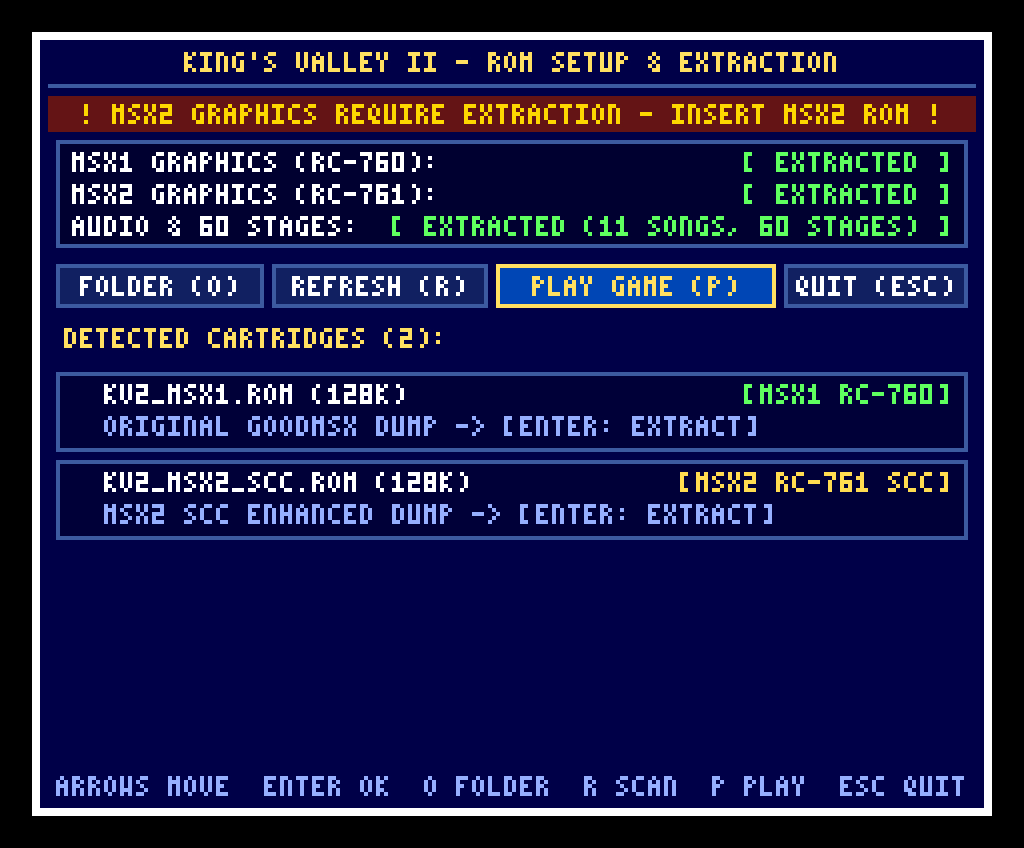 KING'S VALLEY II - ROM SETUP & EXTRACTION
! MSX2 GRAPHICS REQUIRE EXTRACTION - INSERT MSX2 ROM !
MSX1 GRAPHICS (RC-760): [ EXTRACTED ]
MSX2 GRAPHICS (RC-761): [ EXTRACTED ]
AUDIO & 60 STAGES: [ EXTRACTED (11 SONGS, 60 STAGES) ]
FOLDER (O) REFRESH (R) PLAY GAME (P) QUIT (ESC)
DETECTED CARTRIDGES (2):
KV2_MSX1.ROM (128K) [MSX1 RC-760]
ORIGINAL GOODMSX DUMP -> [ENTER: EXTRACT]
KV2_MSX2_SCC.ROM (128K) [MSX2 RC-761 SCC]
MSX2 SCC ENHANCED DUMP -> [ENTER: EXTRACT]
ARROWS MOVE ENTER OK O FOLDER R SCAN P PLAY ESC QUIT